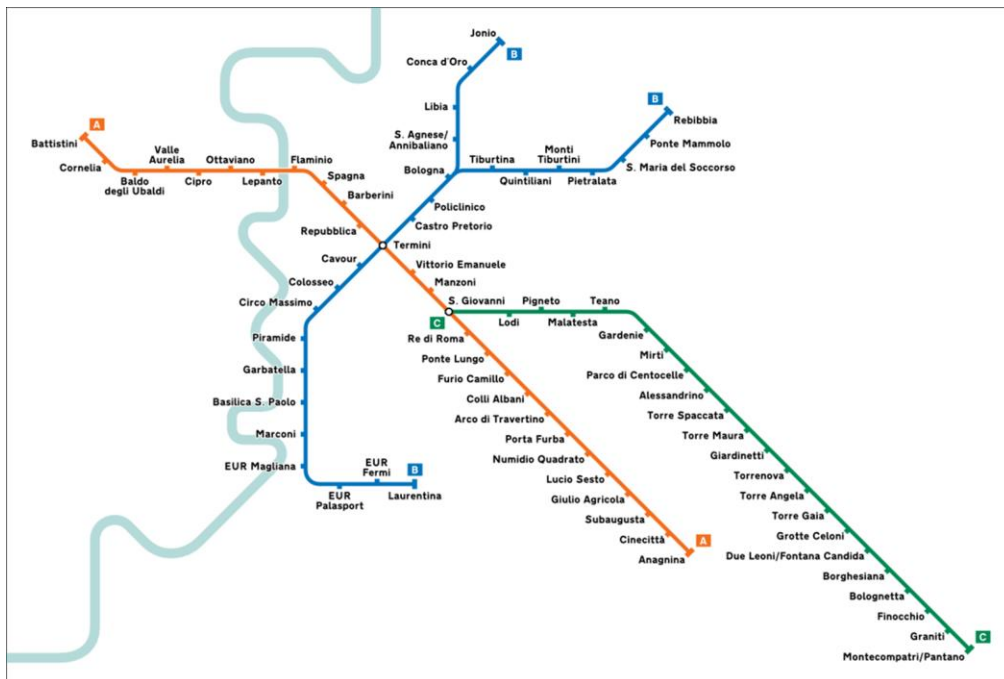 Jonio
B
Conca d'Oro
Libia
S. Agnese/
Annibaliano
Bologna
B
Rebibbia
Ponte Mammolo
S. Maria del Soccorso
Tiburtina
Quintiliani
Monti
Tiburtini
Pietralata
A
Battistini
Cornelia
Baldo
degli Ubaldi
Valle
Aurelia
Cipro
Ottaviano
Lepanto
Flaminio
Spagna
Barberini
Repubblica
Policlinico
Castro Pretorio
Termini
Cavour
Colosseo
Circo Massimo
Piramide
Garbatella
Basilica S. Paolo
Marconi
EUR Magliana
EUR
Palasport
EUR
Fermi
B
Laurentina
Vittorio Emanuele
Manzoni
S. Giovanni
C
Re di Roma
Ponte Lungo
Furio Camillo
Colli Albani
Arco di Travertino
Porta Furba
Numidio Quadrato
Lucio Sesto
Giulio Agricola
Subaugusta
Cinecittà
Anagnina
A
Lodi
Pigneto
Malatesta
Teano
Gardenie
Mirti
Parco di Centocelle
Alessandrino
Torre Spaccata
Torre Maura
Giardinetti
Torrenova
Torre Angela
Torre Gaia
Grotte Celoni
Due Leoni/Fontana Candida
Borghesiana
Bolognetta
Finocchio
Graniti
Montecompatri/Pantano
C